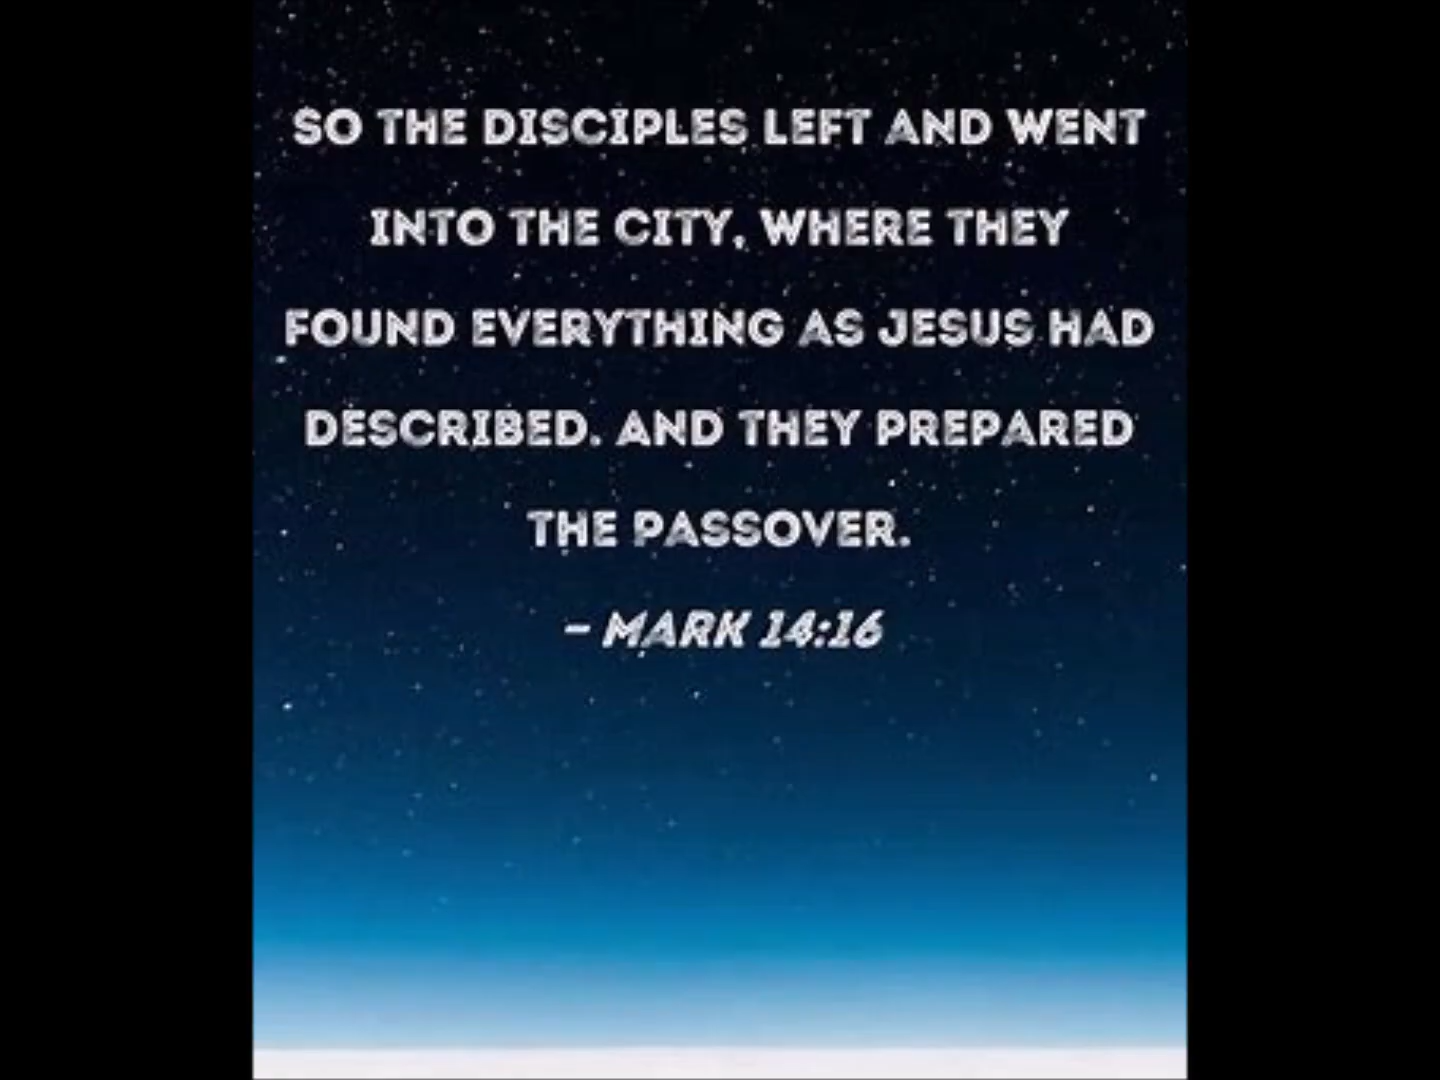 SO THE DISCIPLES LEFT AND WENT
INTO THE CITY, WHERE THEY
FOUND EVERYTHING AS JESUS HAD
DESCRIBED. AND THEY PREPARED
THE PASSOVER.
– MARK 14:16